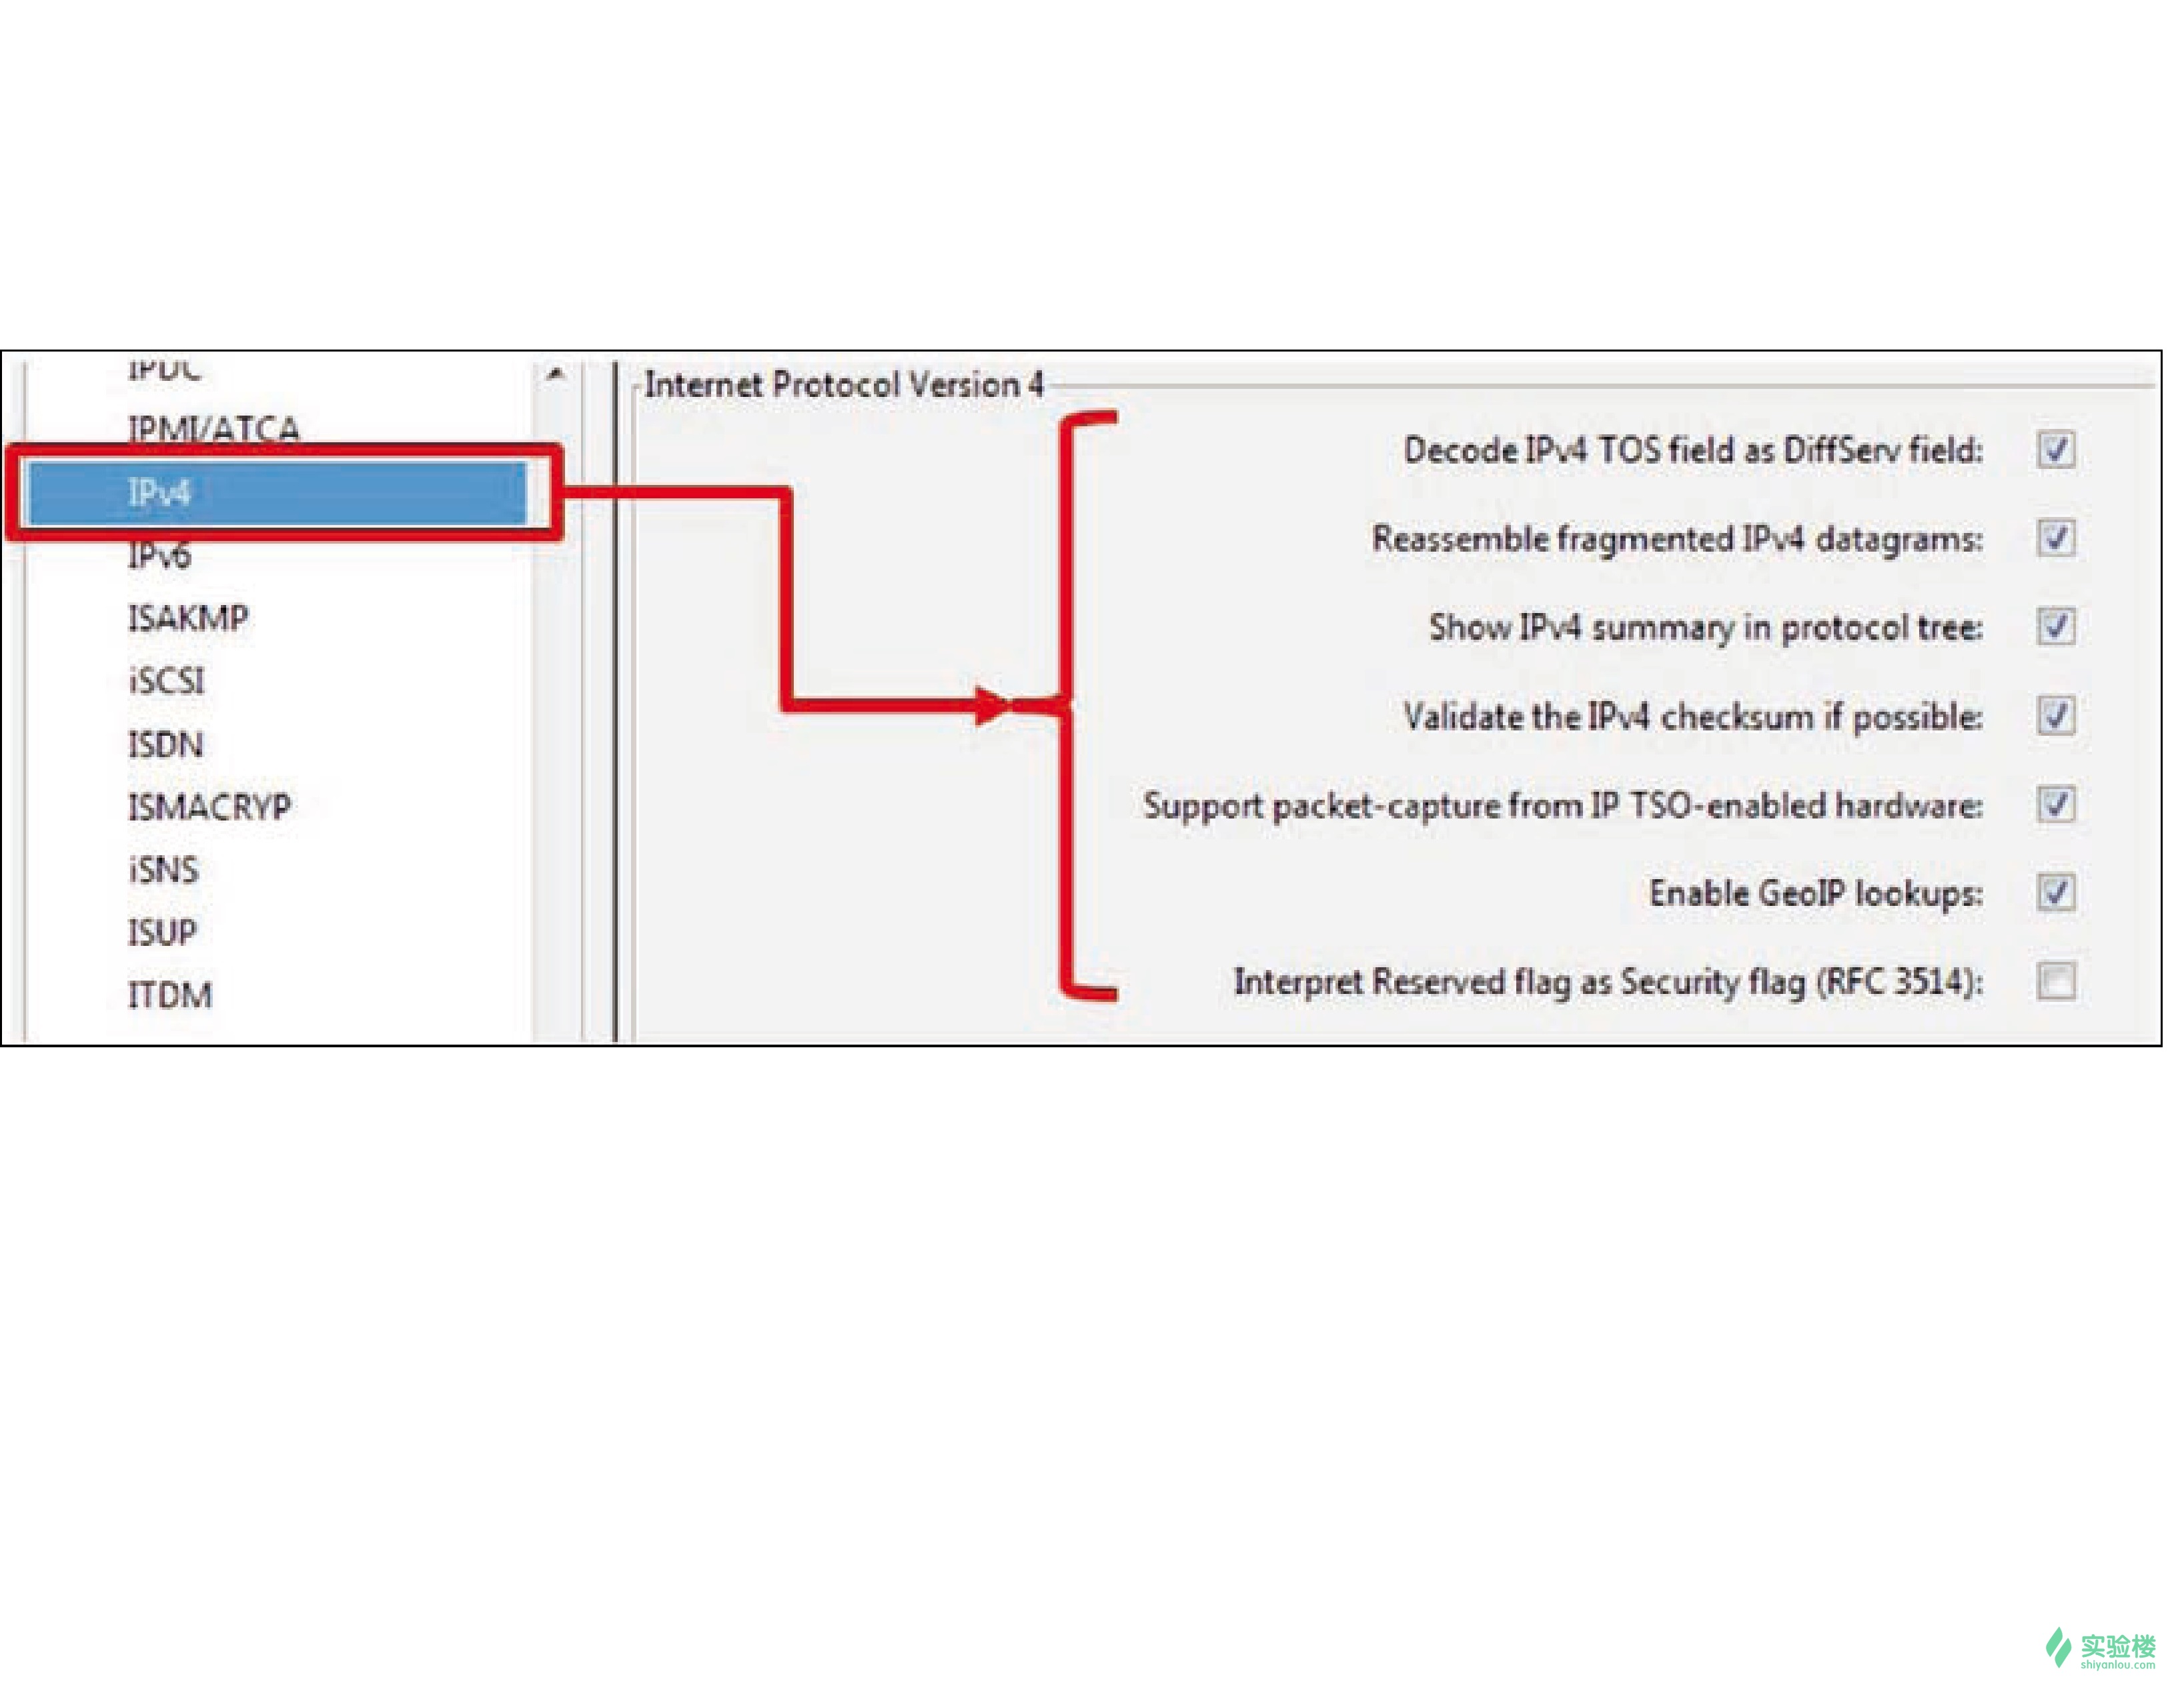 IPDC
IPMI/ATCA
IPv4
IPv6
ISAKMP
iSCSI
ISDN
ISMACRYP
iSNS
ISUP
ITDM
Internet Protocol Version 4
Decode IPv4 TOS field as DiffServ field:
Reassemble fragmented IPv4 datagrams:
Show IPv4 summary in protocol tree:
Validate the IPv4 checksum if possible:
Support packet-capture from IP TSO-enabled hardware:
Enable GeoIP lookups:
Interpret Reserved flag as Security flag (RFC 3514):
实验楼
shiyanlou.com